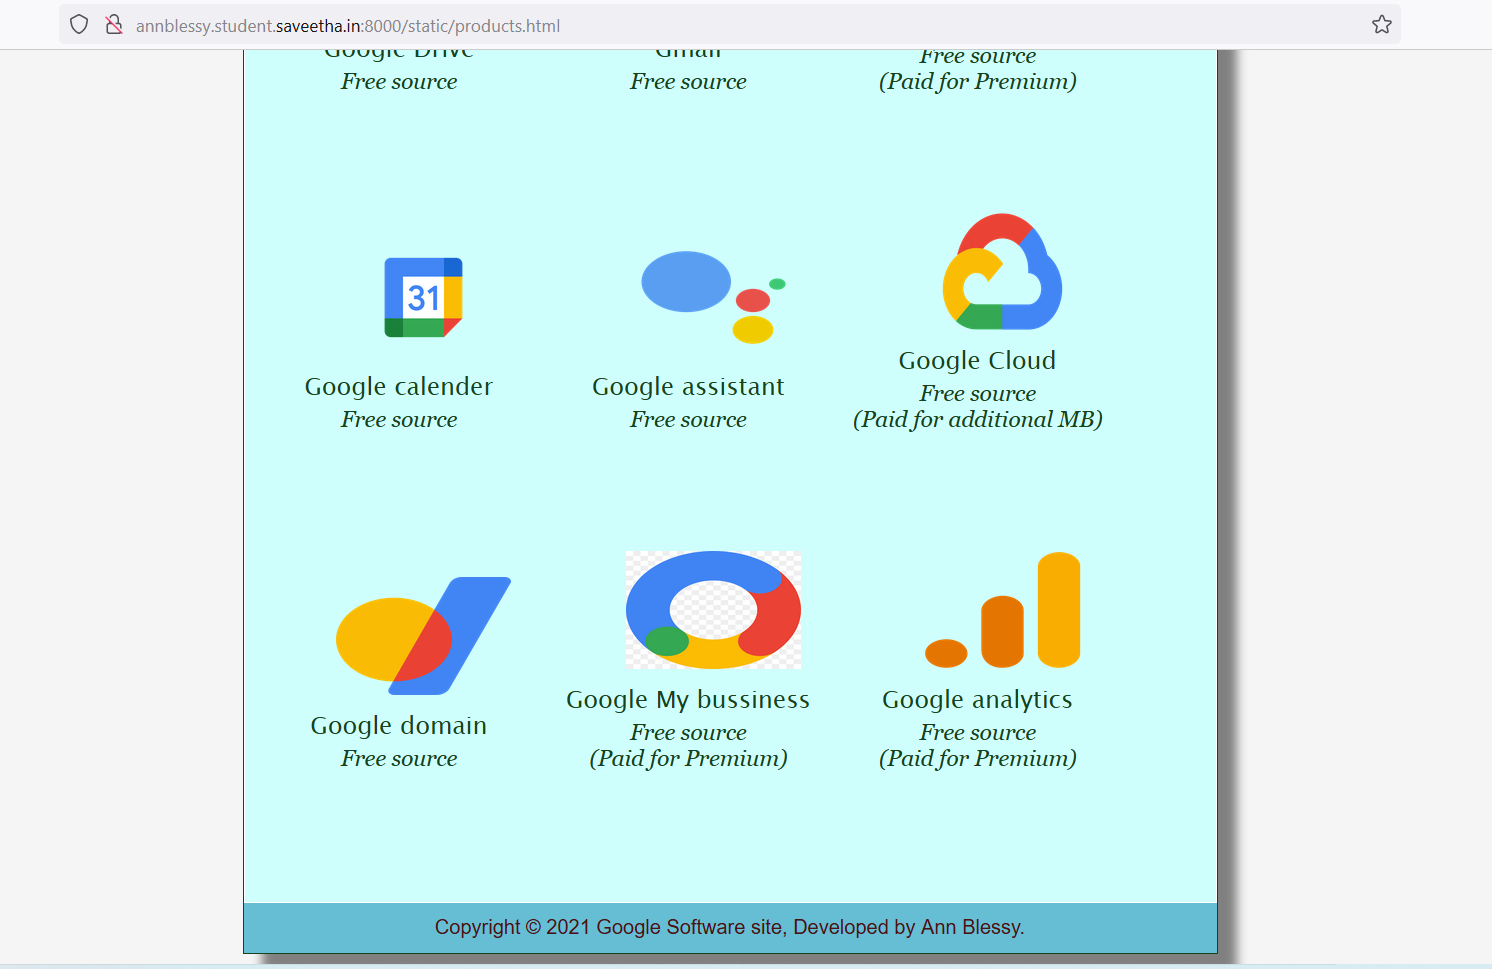 annblessy.student.saveetha.in:8000/static/products.html
Google Drive
Gmail
Free source
Free source
Free source
(Paid for Premium)
31
Google calender
Free source
Google assistant
Free source
Google Cloud
Free source
(Paid for additional MB)
Google domain
Free source
Google My bussiness
Free source
(Paid for Premium)
Google analytics
Free source
(Paid for Premium)
Copyright © 2021 Google Software site, Developed by Ann Blessy.